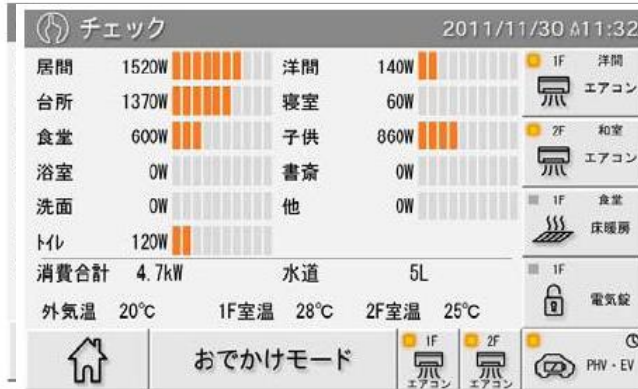 チェック 2011/11/30 11:32
居間 1520W 洋間 140W
台所 1370W 寝室 60W
食堂 600W 子供 860W
浴室 0W 書斎 0W
洗面 0W 他 0W
トイレ 120W
消費合計 4.7kW 水道 5L
外気温 20℃ 1F室温 28℃ 2F室温 25℃
1F 洋間
エアコン
2F 和室
エアコン
1F 食堂
床暖房
1F
電気錠
おでかけモード
1F
エアコン
2F
エアコン
PHV・EV